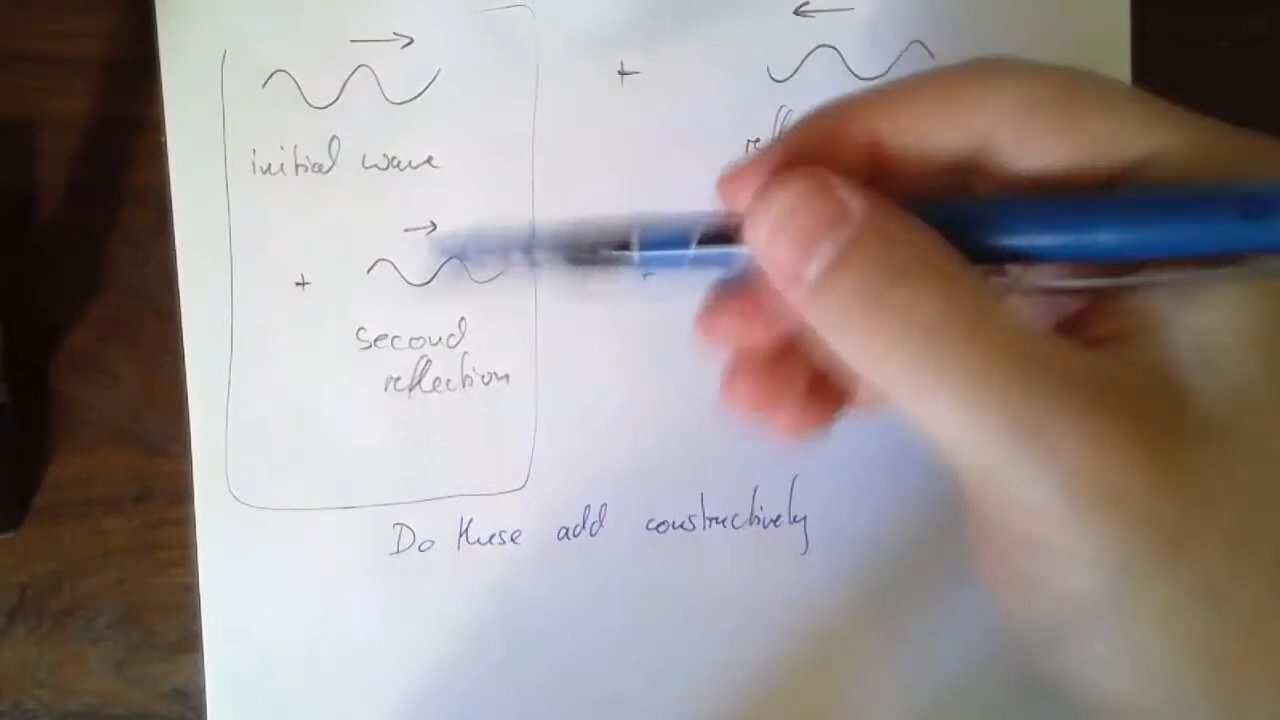 +
initial wave
+
second
reflection
Do these add constructively